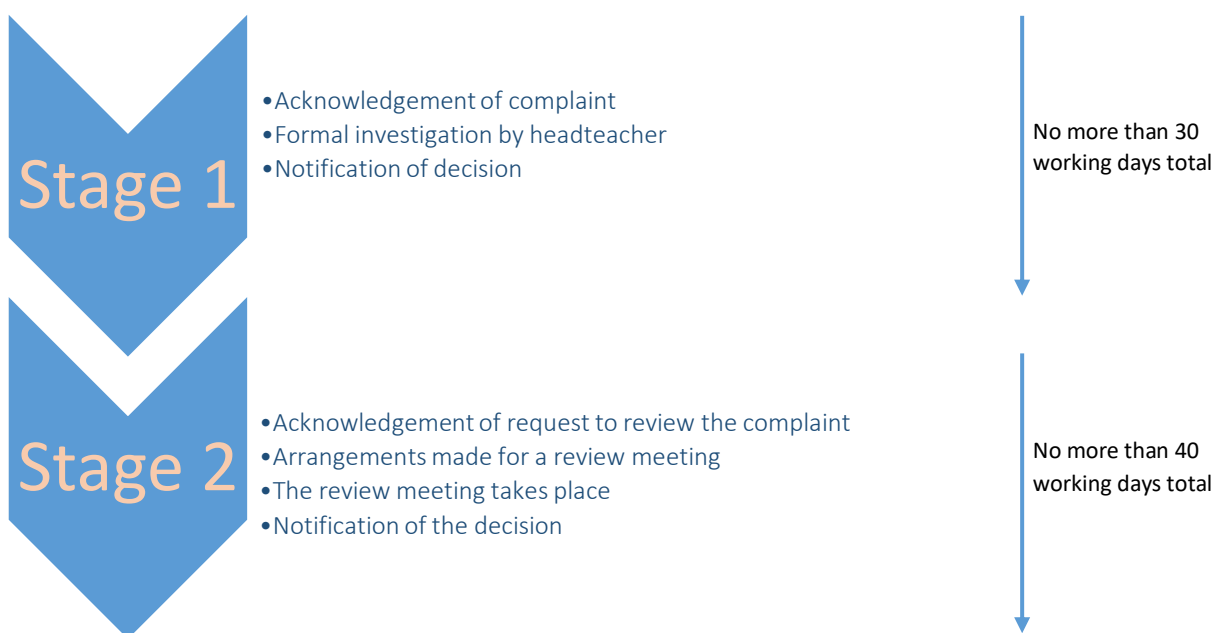 Stage 1
•Acknowledgement of complaint
•Formal investigation by headteacher
•Notification of decision
No more than 30
working days total
Stage 2
•Acknowledgement of request to review the complaint
•Arrangements made for a review meeting
•The review meeting takes place
•Notification of the decision
No more than 40
working days total